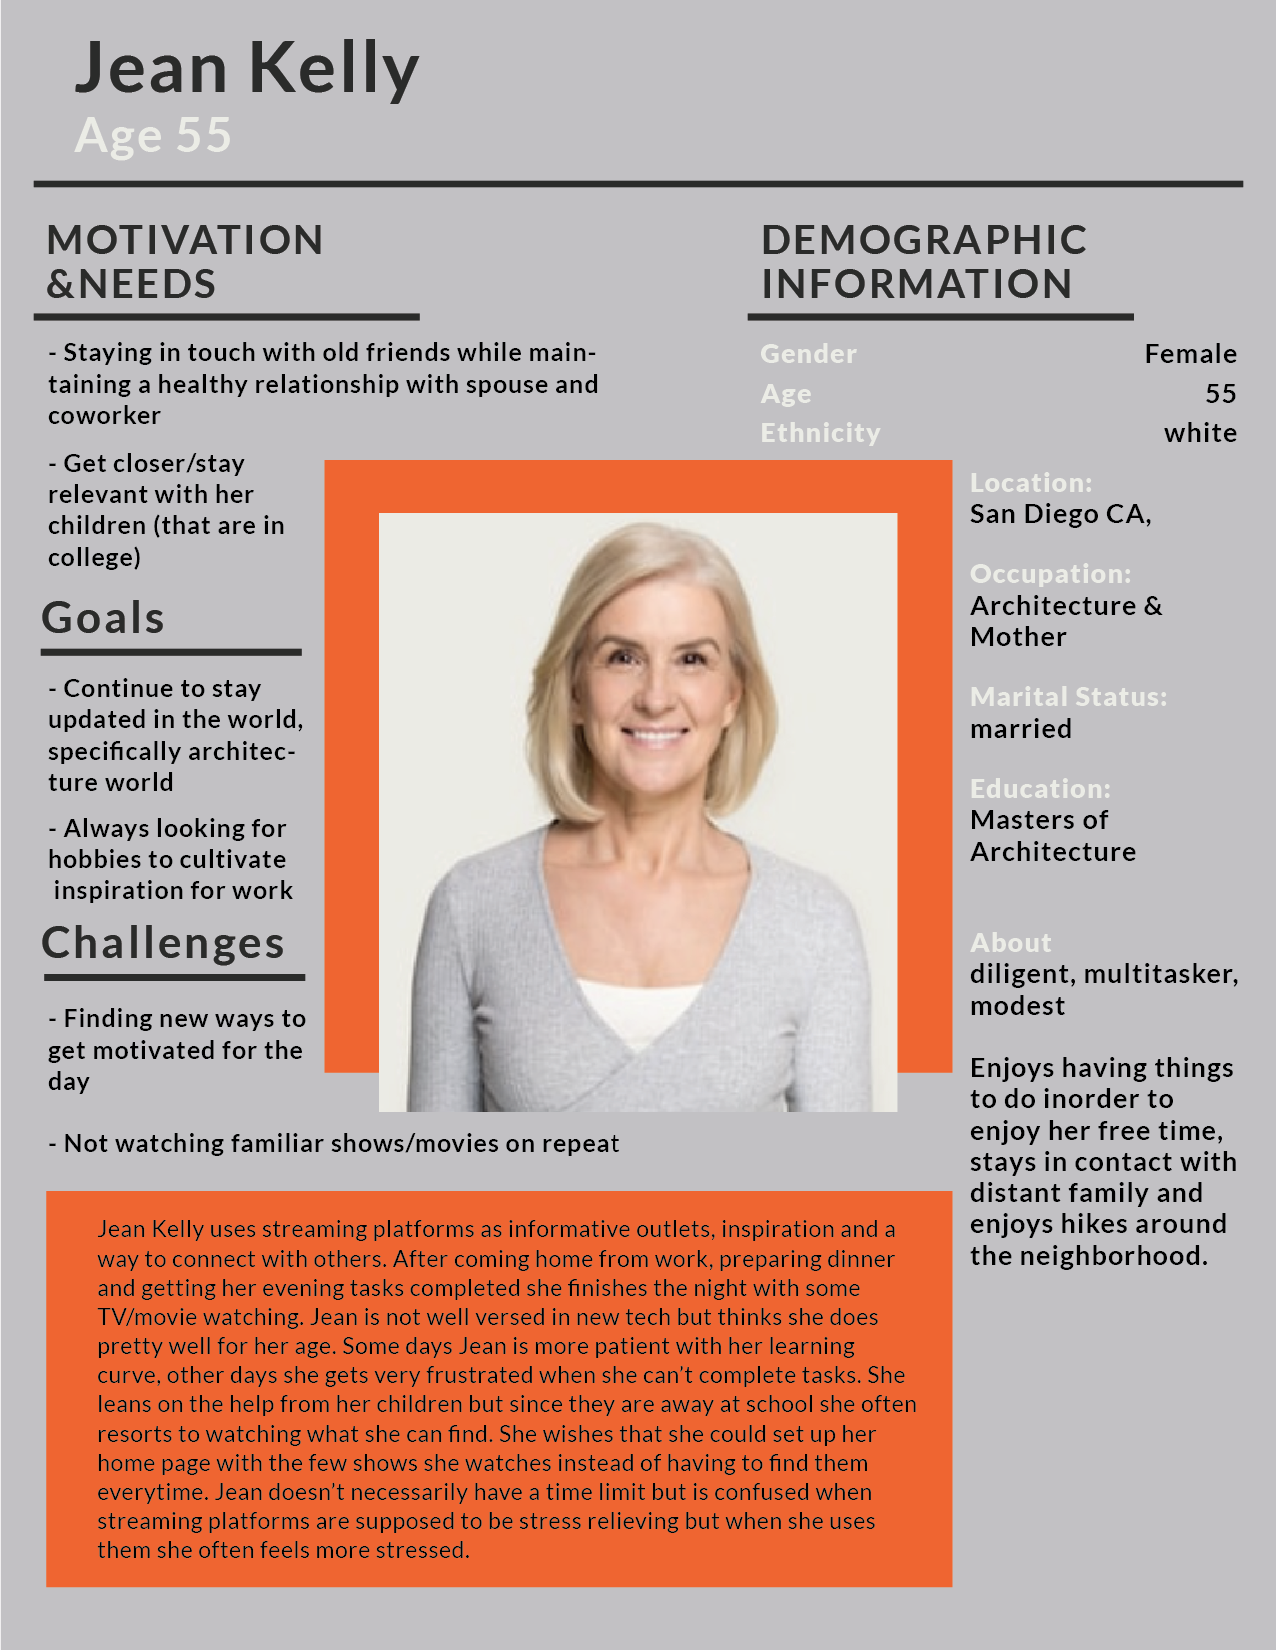 Jean Kelly
Age 55
MOTIVATION
&NEEDS
- Staying in touch with old friends while main-
taining a healthy relationship with spouse and
coworker
- Get closer/stay
relevant with her
children (that are in
college)
Goals
- Continue to stay
updated in the world,
specifically architec-
ture world
- Always looking for
hobbies to cultivate
inspiration for work
Challenges
- Finding new ways to
get motivated for the
day
- Not watching familiar shows/movies on repeat
DEMOGRAPHIC
INFORMATION
Gender Female
Age 55
Ethnicity white
Location:
San Diego CA,
Occupation:
Architecture &
Mother
Marital Status:
married
Education:
Masters of
Architecture
About
diligent, multitasker,
modest
Enjoys having things
to do inorder to
enjoy her free time,
stays in contact with
distant family and
enjoys hikes around
the neighborhood.
Jean Kelly uses streaming platforms as informative outlets, inspiration and a
way to connect with others. After coming home from work, preparing dinner
and getting her evening tasks completed she finishes the night with some
TV/movie watching. Jean is not well versed in new tech but thinks she does
pretty well for her age. Some days Jean is more patient with her learning
curve, other days she gets very frustrated when she can't complete tasks. She
leans on the help from her children but since they are away at school she often
resorts to watching what she can find. She wishes that she could set up her
home page with the few shows she watches instead of having to find them
everytime. Jean doesn't necessarily have a time limit but is confused when
streaming platforms are supposed to be stress relieving but when she uses
them she often feels more stressed.